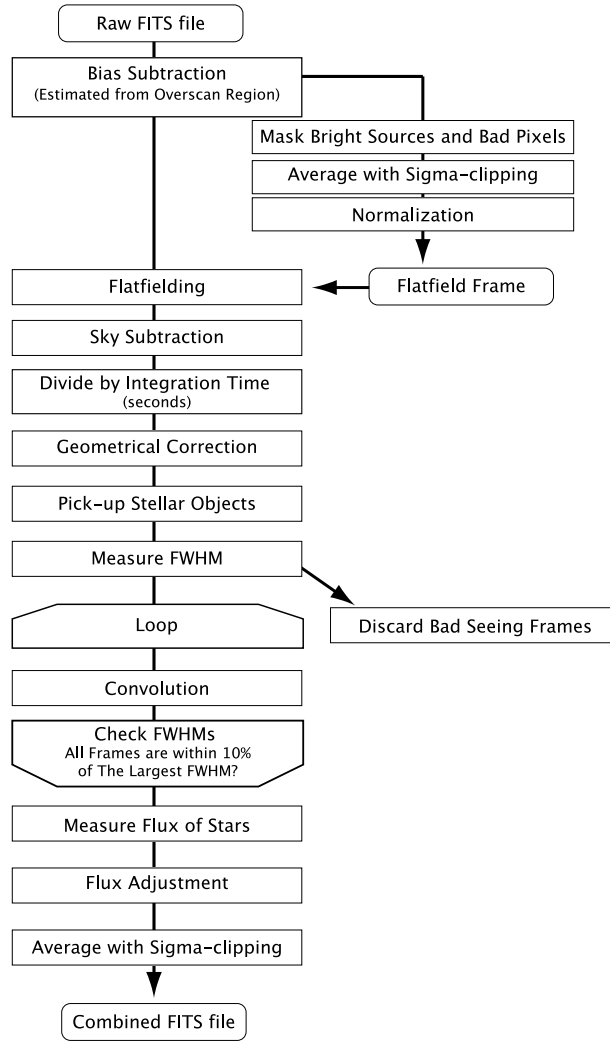 Raw FITS file
Bias Subtraction
(Estimated from Overscan Region)
Mask Bright Sources and Bad Pixels
Average with Sigma-clipping
Normalization
Flatfielding
Flatfield Frame
Sky Subtraction
Divide by Integration Time
(seconds)
Geometrical Correction
Pick-up Stellar Objects
Measure FWHM
Loop
Discard Bad Seeing Frames
Convolution
Check FWHMs
All Frames are within 10%
of The Largest FWHM?
Measure Flux of Stars
Flux Adjustment
Average with Sigma-clipping
Combined FITS file